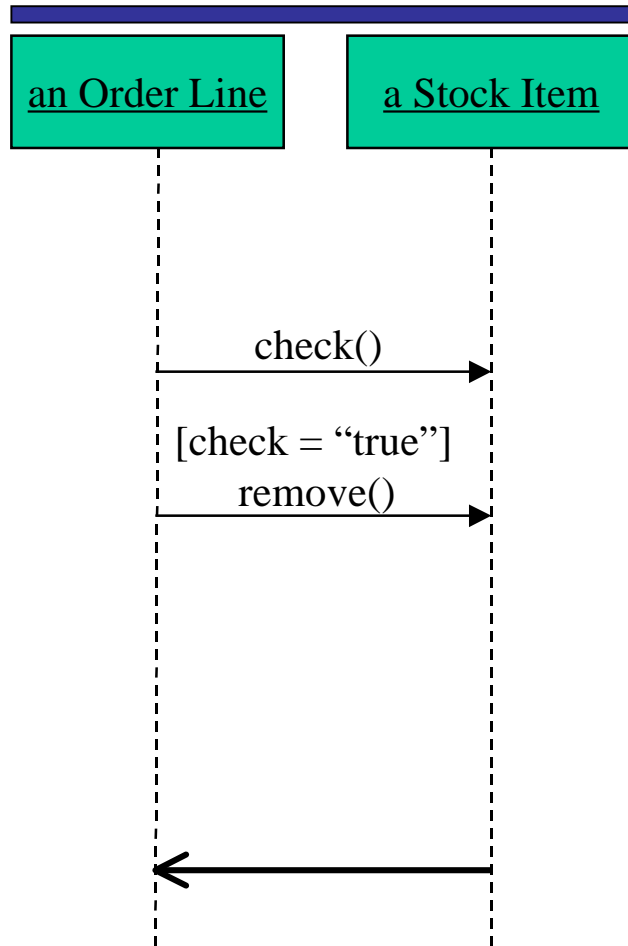 an Order Line
a Stock Item
check()
[check = “true”]
remove()